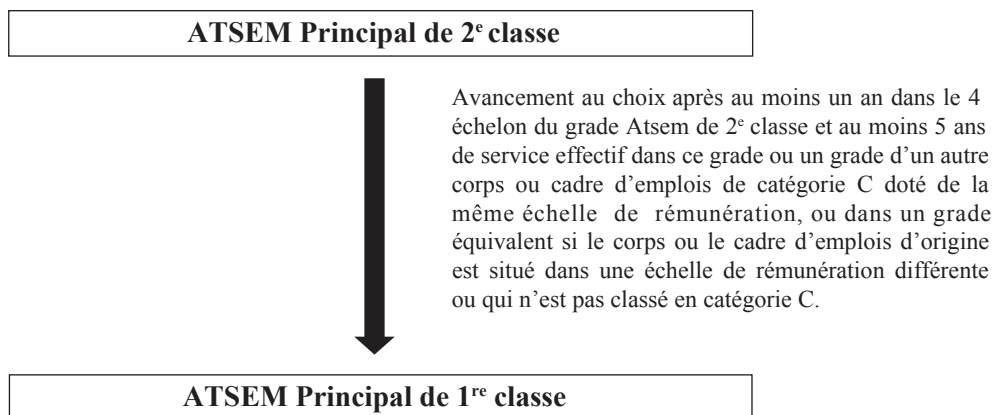 ATSEM Principal de 2e classe
Avancement au choix après au moins un an dans le 4
échelon du grade Atsem de 2e classe et au moins 5 ans
de service effectif dans ce grade ou un grade d’un autre
corps ou cadre d’emplois de catégorie C doté de la
même échelle de rémunération, ou dans un grade
équivalent si le corps ou le cadre d’emplois d’origine
est situé dans une échelle de rémunération différente
ou qui n’est pas classé en catégorie C.
ATSEM Principal de 1re classe